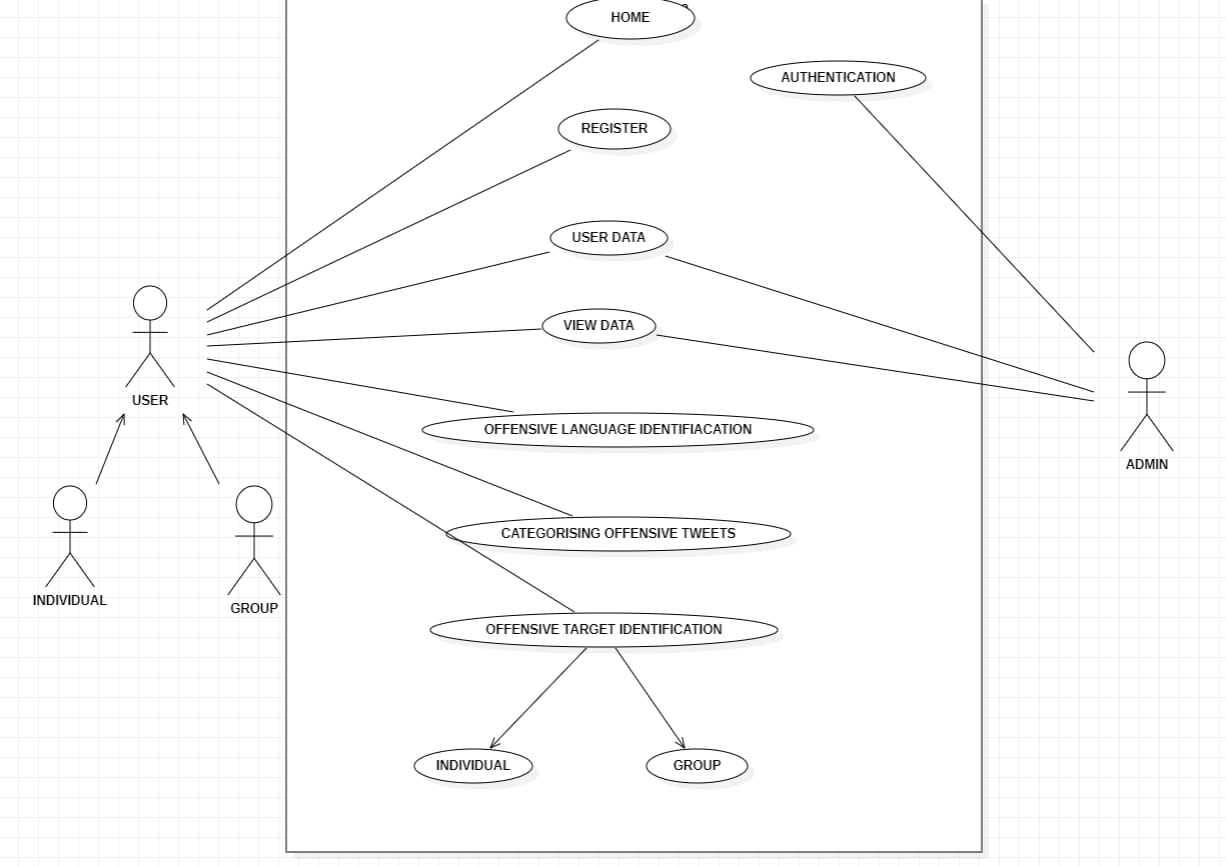 HOME
AUTHENTICATION
REGISTER
USER DATA
VIEW DATA
USER
OFFENSIVE LANGUAGE IDENTIFIACATION
ADMIN
CATEGORISING OFFENSIVE TWEETS
INDIVIDUAL
GROUP
OFFENSIVE TARGET IDENTIFICATION
INDIVIDUAL
GROUP